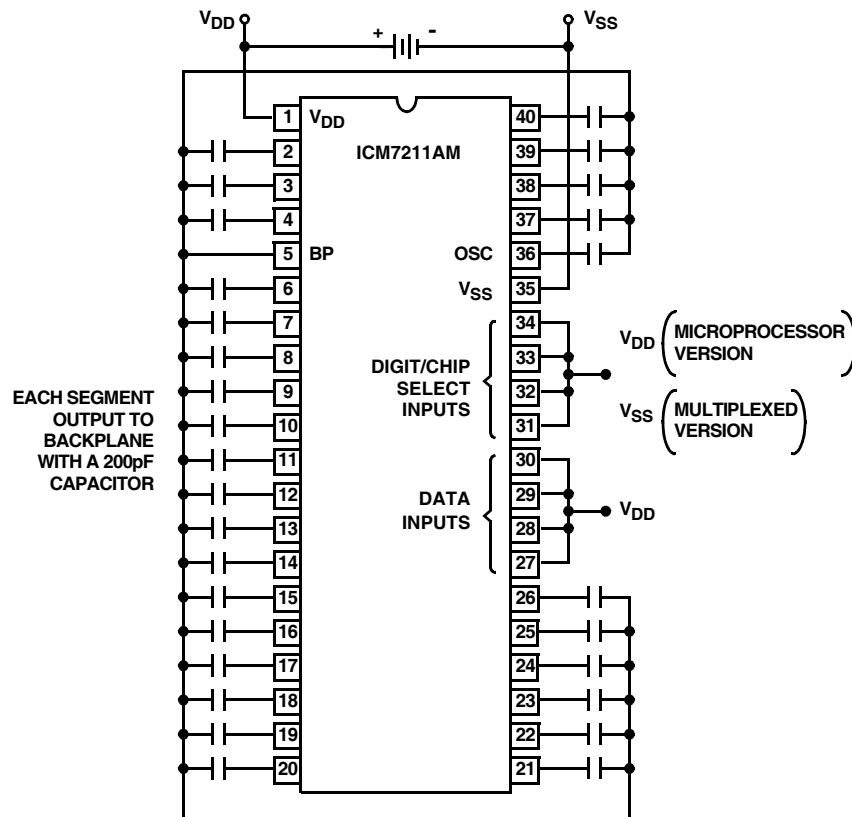 VDD
VSS
+ -
1 VDD 40
2 ICM7211AM 39
3 38
4 37
5 BP OSC 36
6 VSS 35
7 34
8 33
9 32
10 31
11 30
12 29
13 28
14 27
15 26
16 25
17 24
18 23
19 22
20 21
DIGIT/CHIP
SELECT
INPUTS
DATA
INPUTS
EACH SEGMENT
OUTPUT TO
BACKPLANE
WITH A 200pF
CAPACITOR
VDD (MICROPROCESSOR
VERSION)
VSS (MULTIPLEXED
VERSION)
VDD